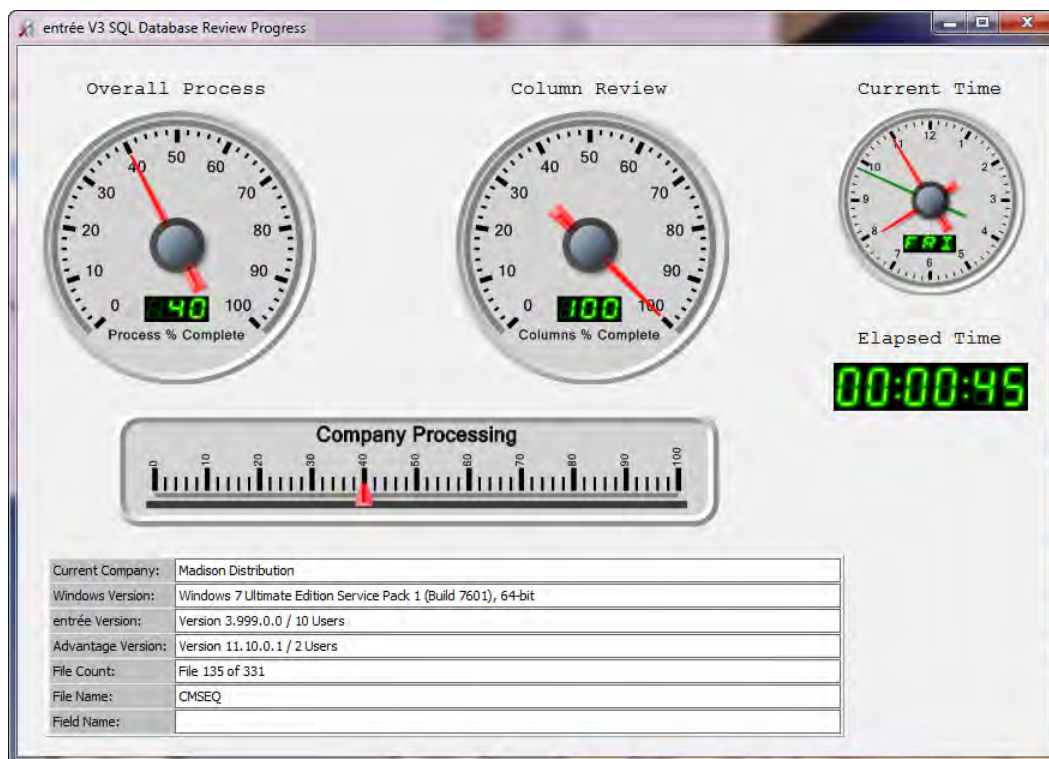 entrée V3 SQL Database Review Progress
Overall Process
Column Review
Current Time
0 10 20 30 40 50 60 70 80 90 100
40
Process % Complete
0 10 20 30 40 50 60 70 80 90 100
100
Columns % Complete
12 1 2 3 4 5 6 7 8 9 10 11
FRI
Elapsed Time
00:00:45
Company Processing
0 10 20 30 40 50 60 70 80 90 100
Current Company: Madison Distribution
Windows Version: Windows 7 Ultimate Edition Service Pack 1 (Build 7601), 64-bit
entrée Version: Version 3.999.0.0 / 10 Users
Advantage Version: Version 11.10.0.1 / 2 Users
File Count: File 135 of 331
File Name: CMSEQ
Field Name: